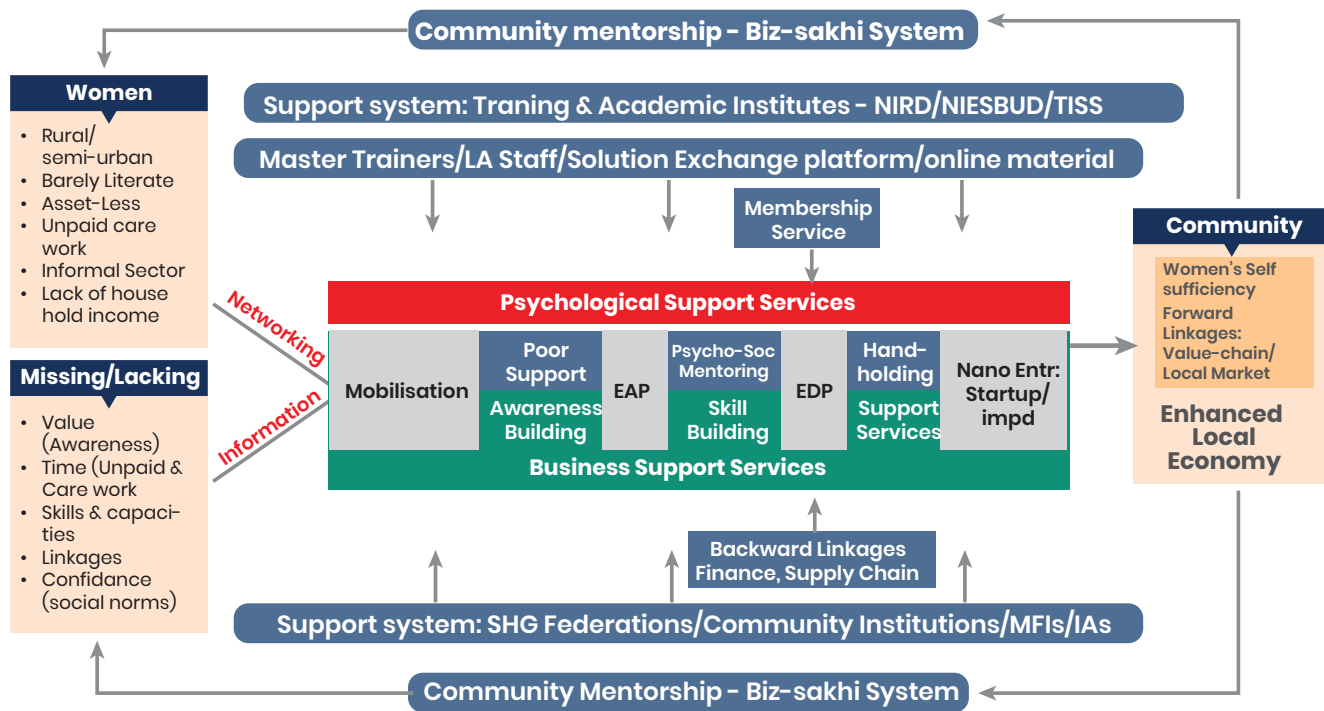 Community mentorship - Biz-sakhi System
Women
• Rural/
semi-urban
• Barely Literate
• Asset-Less
• Unpaid care
work
• Informal Sector
• Lack of house
hold income
Support system: Traning & Academic Institutes - NIRD/NIESBUD/TISS
Master Trainers/LA Staff/Solution Exchange platform/online material
Membership
Service
Networking
Information
Missing/Lacking
• Value
(Awareness)
• Time (Unpaid &
Care work
• Skills & capaci-
ties
• Linkages
• Confidance
(social norms)
Psychological Support Services
Mobilisation
Poor
Support
Awareness
Building
EAP
Psycho-Soc
Mentoring
Skill
Building
EDP
Hand-
holding
Support
Services
Nano Entr:
Startup/
impd
Business Support Services
Community
Women's Self
sufficiency
Forward
Linkages:
Value-chain/
Local Market
Enhanced
Local
Economy
Backward Linkages
Finance, Supply Chain
Support system: SHG Federations/Community Institutions/MFIs/IAs
Community Mentorship - Biz-sakhi System